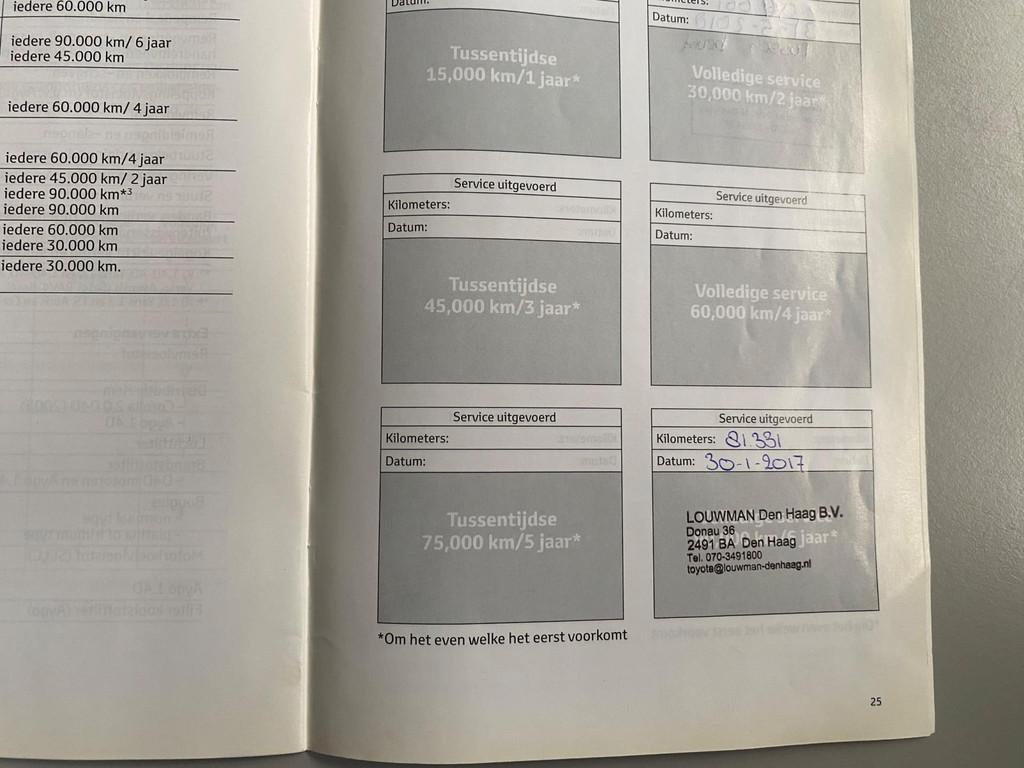 iedere 60.000 km
iedere 90.000 km/ 6 jaar
iedere 45.000 km
iedere 60.000 km/ 4 jaar
iedere 60.000 km/4 jaar
iedere 45.000 km/ 2 jaar
iedere 90.000 km*³
iedere 90.000 km
iedere 60.000 km
iedere 30.000 km
iedere 30.000 km.
Datum:
Tussentijdse
15,000 km/1 jaar*
Datum:
Volledige service
30,000 km/2 jaar*
Service uitgevoerd
Kilometers:
Datum:
Tussentijdse
45,000 km/3 jaar*
Service uitgevoerd
Kilometers:
Datum:
Volledige service
60,000 km/4 jaar*
Service uitgevoerd
Kilometers:
Datum:
Tussentijdse
75,000 km/5 jaar*
Service uitgevoerd
Kilometers: 81.381
Datum: 30-1-2017
LOUWMAN Den Haag B.V.
Donau 36
2491 BA Den Haag
Tel. 070-3491800
toyota@louwman-denhaag.nl
jaar*
*Om het even welke het eerst voorkomt
25